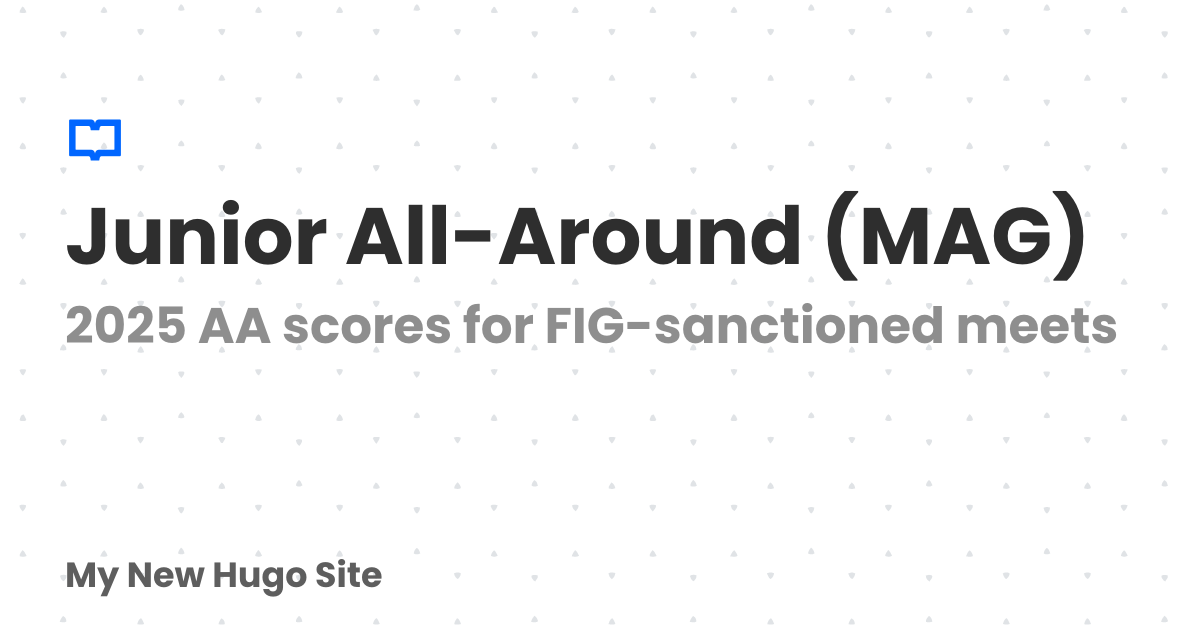 Junior All-Around (MAG)
2025 AA scores for FIG-sanctioned meets
My New Hugo Site